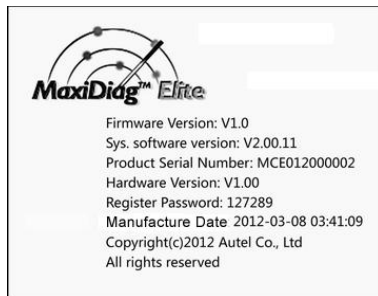 MaxiDiag™ Elite
Firmware Version: V1.0
Sys. software version: V2.00.11
Product Serial Number: MCE012000002
Hardware Version: V1.00
Register Password: 127289
Manufacture Date 2012-03-08 03:41:09
Copyright(c)2012 Autel Co., Ltd
All rights reserved